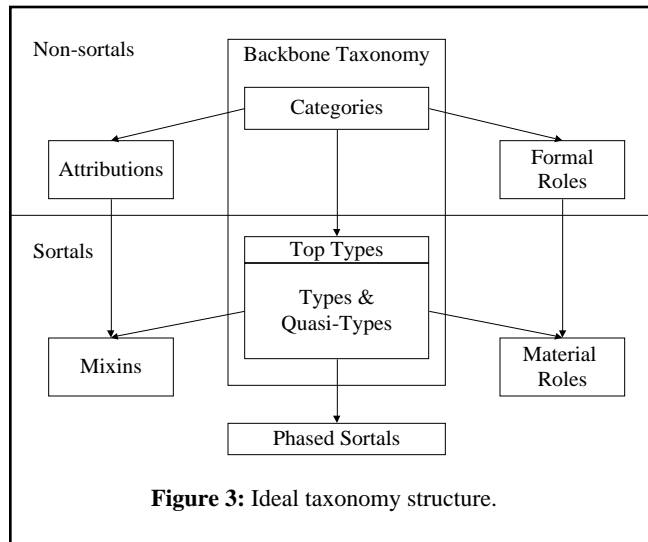 Non-sortals
Backbone Taxonomy
Categories
Attributions
Formal
Roles
Sortals
Top Types
Types &
Quasi-Types
Mixins
Material
Roles
Phased Sortals
Figure 3: Ideal taxonomy structure.